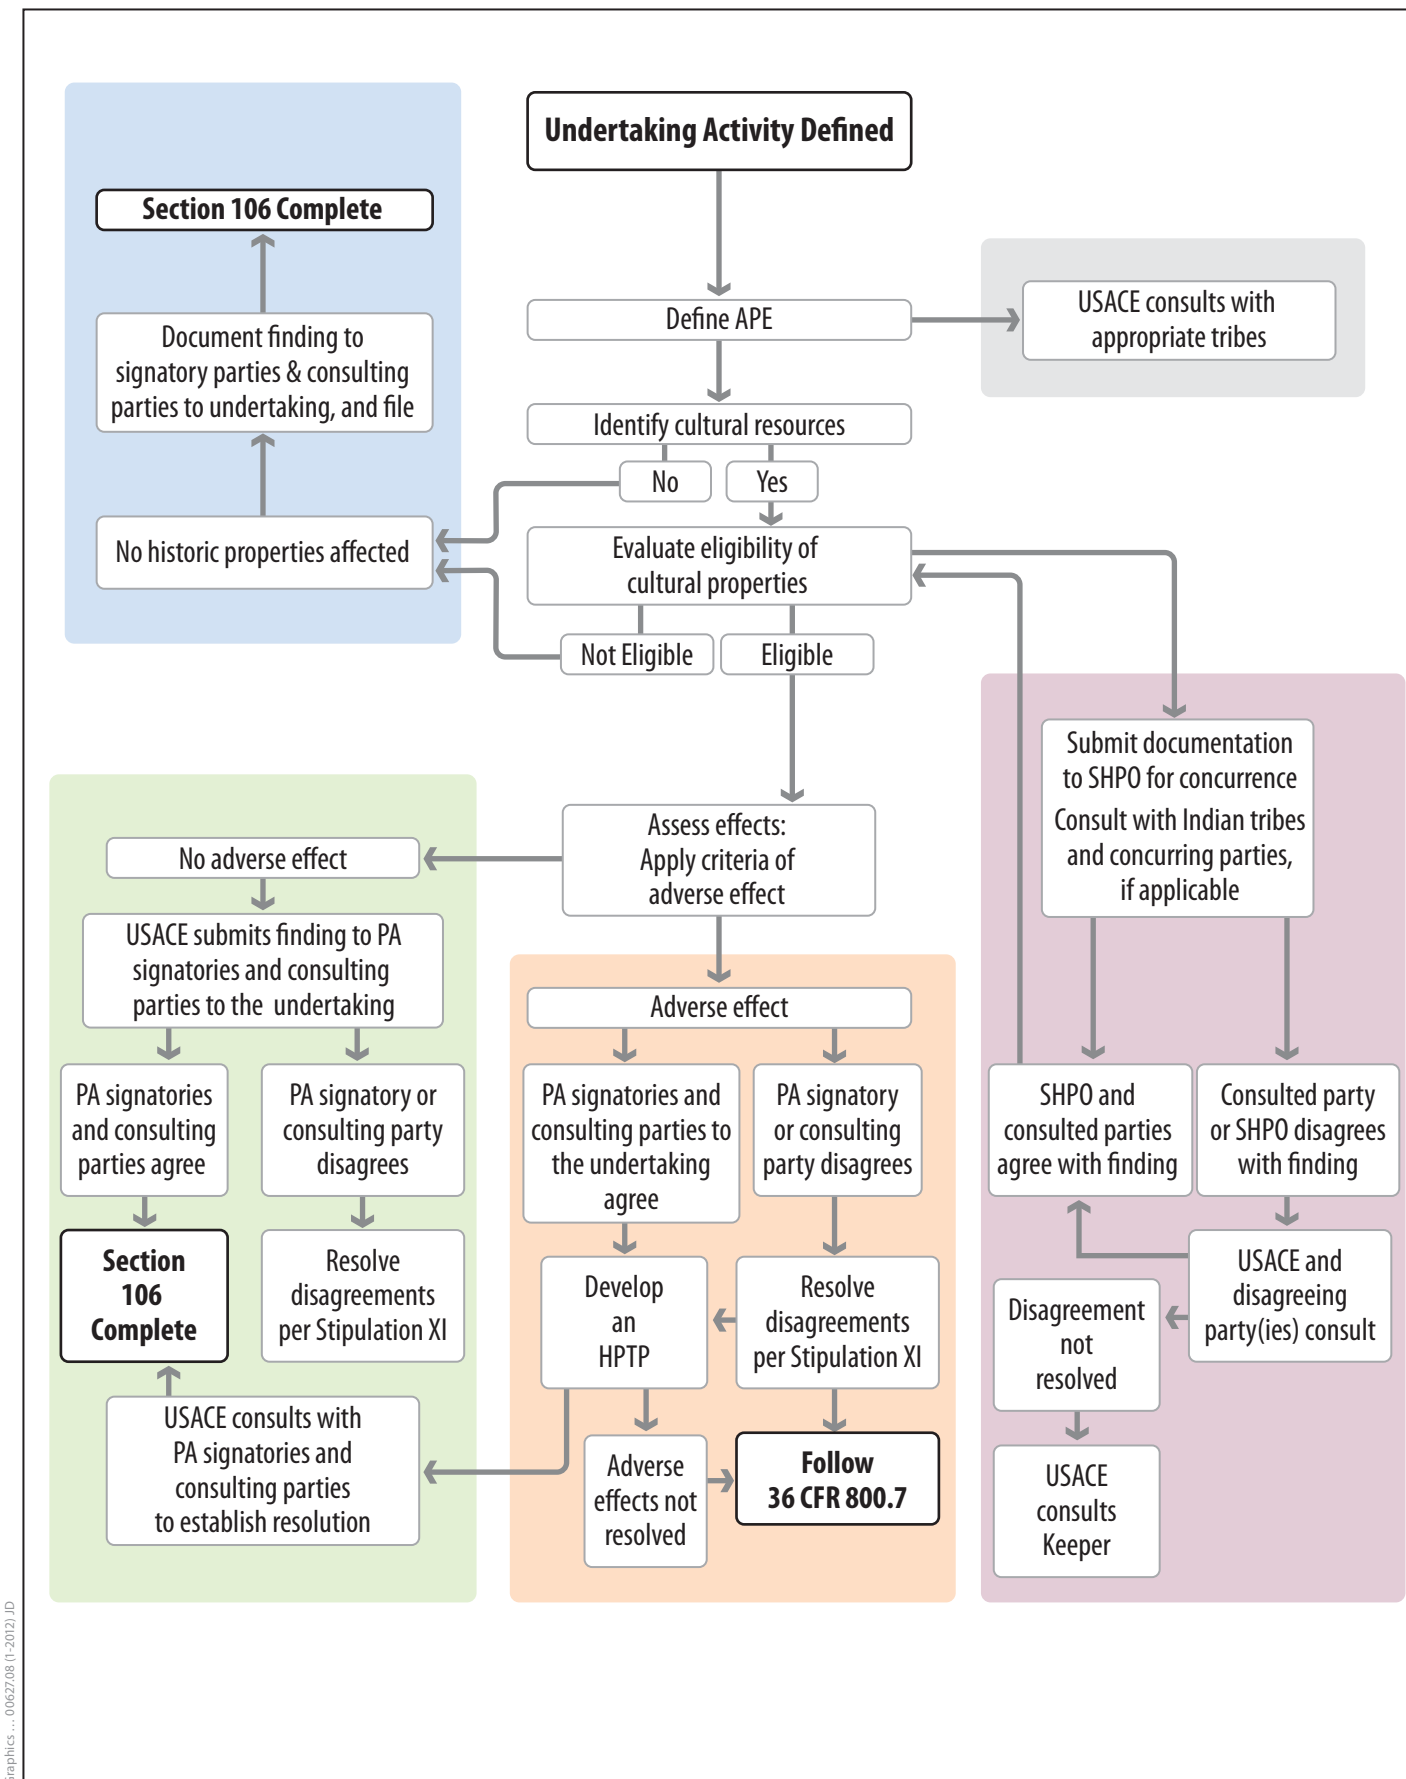 Undertaking Activity Defined
Section 106 Complete
Document finding to
signatory parties & consulting
parties to undertaking, and file
No historic properties affected
Define APE
USACE consults with
appropriate tribes
Identify cultural resources
No
Yes
Evaluate eligibility of
cultural properties
Not Eligible
Eligible
Submit documentation
to SHPO for concurrence
Consult with Indian tribes
and concurring parties,
if applicable
Assess effects:
Apply criteria of
adverse effect
No adverse effect
USACE submits finding to PA
signatories and consulting
parties to the undertaking
PA signatories
and consulting
parties agree
PA signatory or
consulting party
disagrees
Section
106
Complete
Resolve
disagreements
per Stipulation XI
USACE consults with
PA signatories and
consulting parties
to establish resolution
Adverse effect
PA signatories and
consulting parties to
the undertaking
agree
PA signatory
or consulting
party disagrees
Develop
an
HPTP
Resolve
disagreements
per Stipulation XI
Adverse
effects not
resolved
Follow
36 CFR 800.7
SHPO and
consulted parties
agree with finding
Consulted party
or SHPO disagrees
with finding
USACE and
disagreeing
party(ies) consult
Disagreement
not
resolved
USACE
consults
Keeper
Graphics … 00627.08 (1-2012) JD